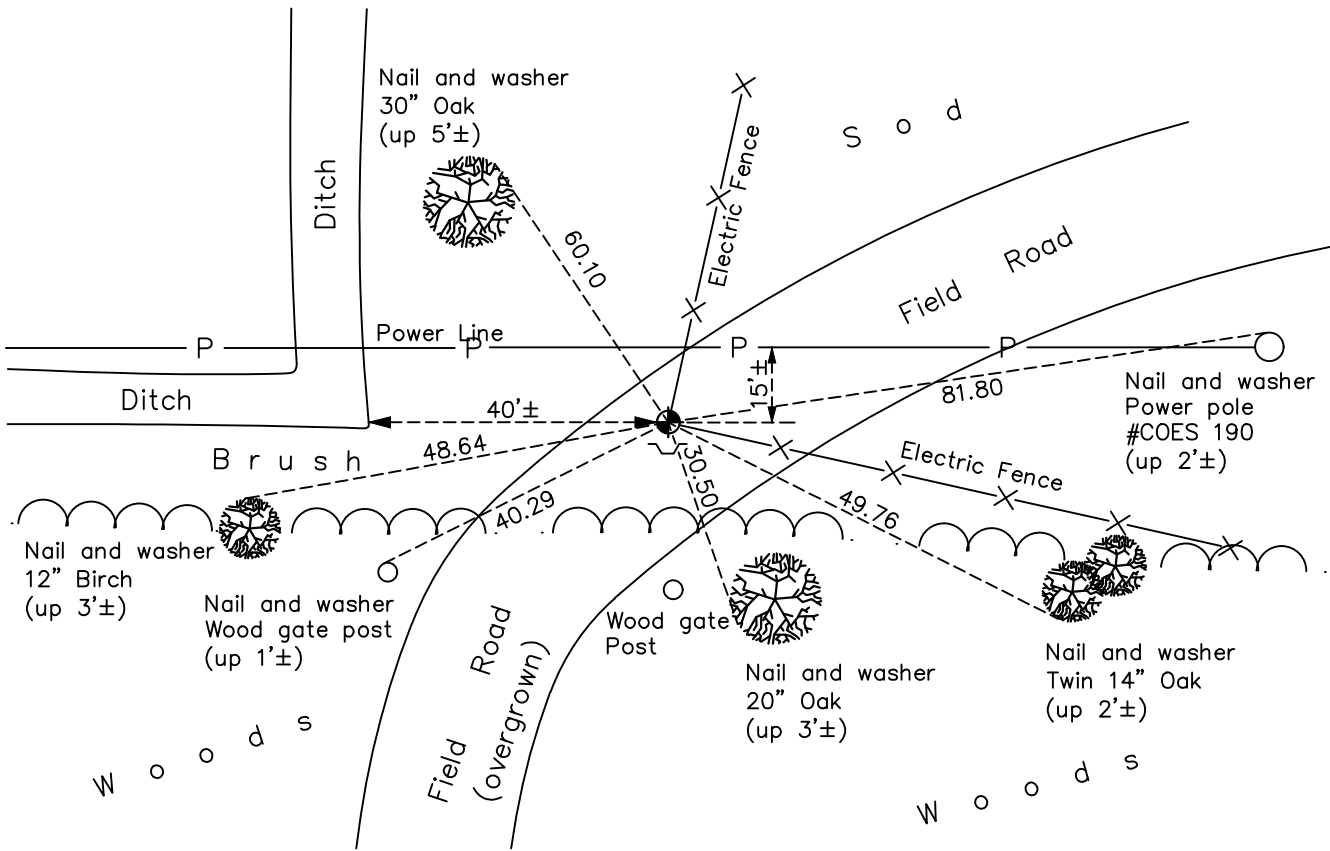 Nail and washer
30” Oak
(up 5’±)
Ditch
60.10
Electric Fence
Sod
Field Road
Power Line
P
P
P
P
15’±
Ditch
40’±
81.80
Nail and washer
Power pole
#COES 190
(up 2’±)
Brush
48.64
40.29
30.50
Electric Fence
49.76
Nail and washer
12” Birch
(up 3’±)
Nail and washer
Wood gate post
(up 1’±)
Wood gate
Post
Nail and washer
20” Oak
(up 3’±)
Nail and washer
Twin 14” Oak
(up 2’±)
Field Road
(overgrown)
Woods
Woods